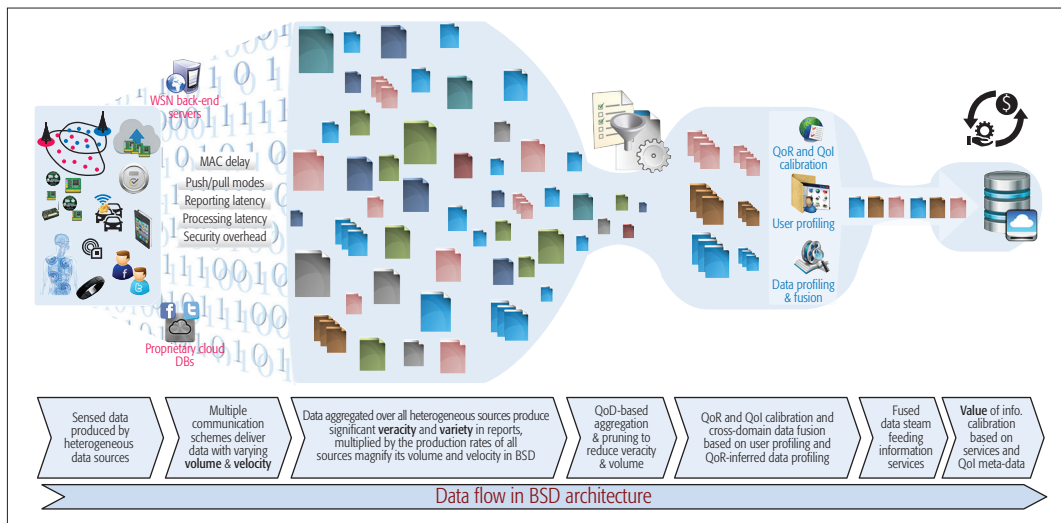 WSN back-end
servers
MAC delay
Push/pull modes
Reporting latency
Processing latency
Security overhead
Proprietary cloud
DBs
QoR and QoI
calibration
User profiling
Data profiling
& fusion
$
f
t
f
t
Sensed data
produced by
heterogeneous
data sources
Multiple
communication
schemes deliver
data with varying
volume & velocity
Data aggregated over all heterogeneous sources produce
significant veracity and variety in reports,
multiplied by the production rates of all
sources magnify its volume and velocity in BSD
QoD-based
aggregation
& pruning to
reduce veracity
& volume
QoR and QoI calibration and
cross-domain data fusion
based on user profiling and
QoR-inferred data profiling
Fused
data steam
feeding
information
services
Value of info.
calibration
based on
services and
QoI meta-data
Data flow in BSD architecture